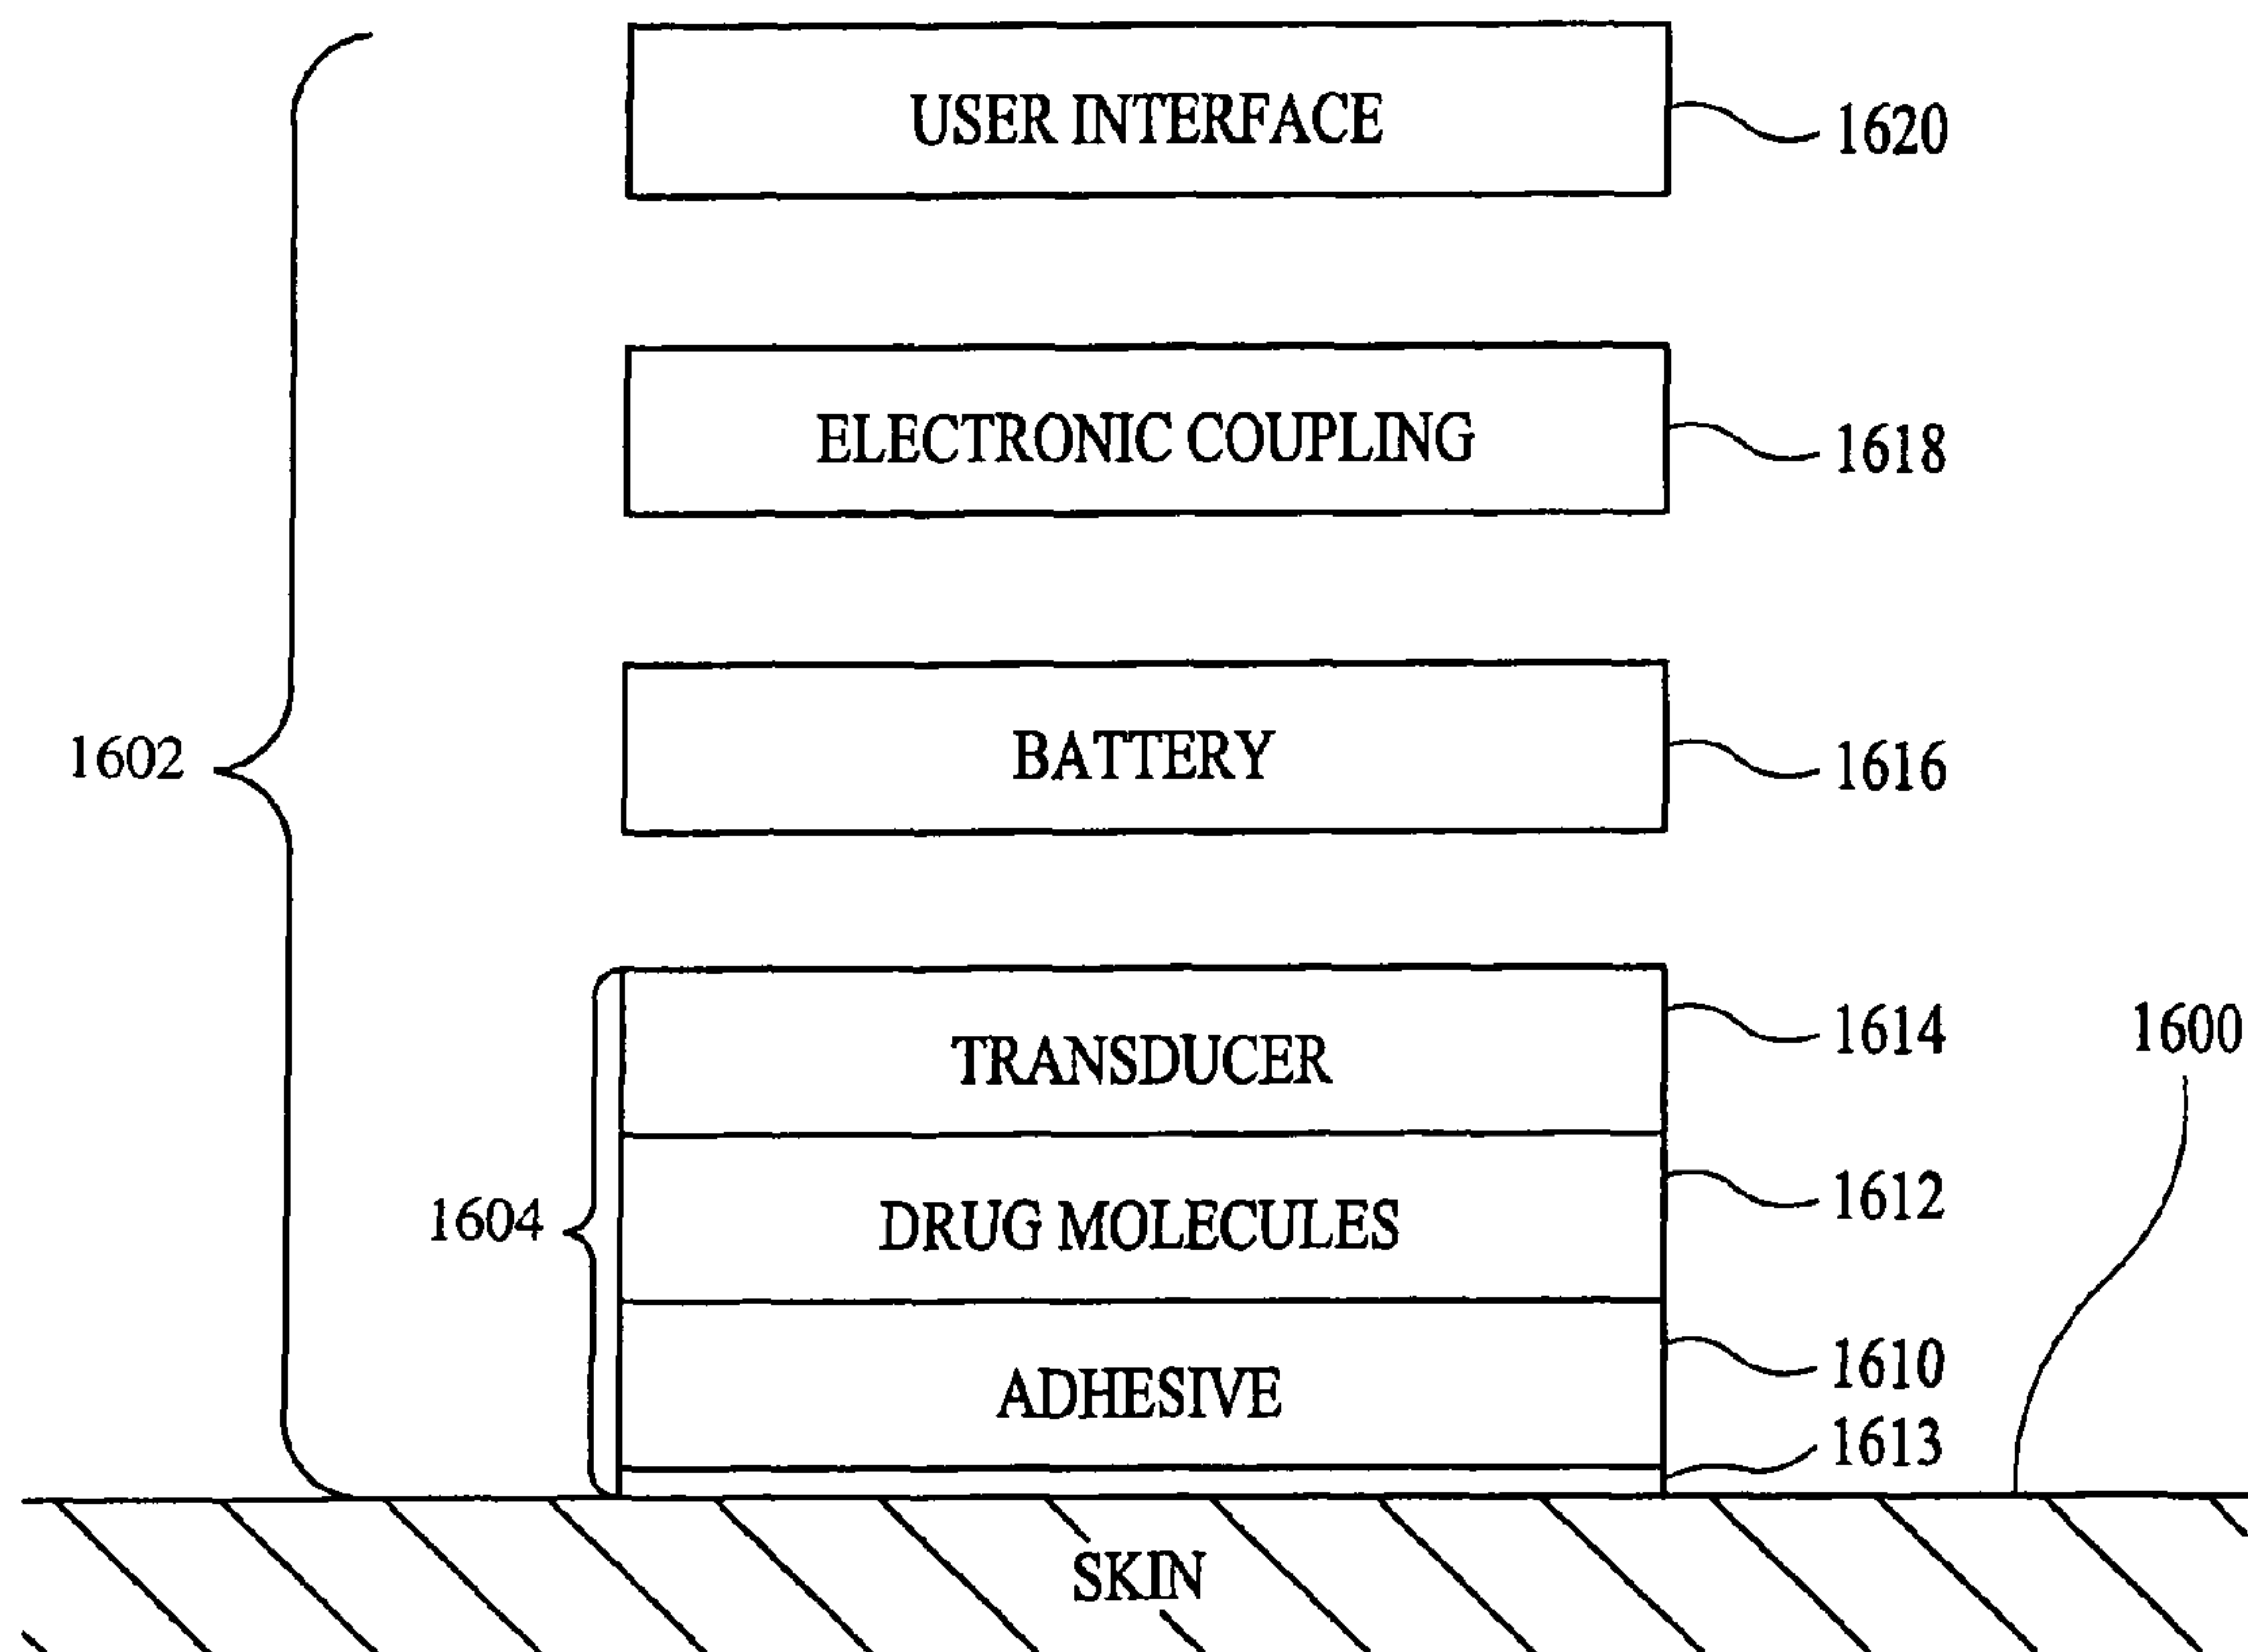 USER INTERFACE
1620
ELECTRONIC COUPLING
1618
1602
BATTERY
1616
TRANSDUCER
1614
1600
1604
DRUG MOLECULES
1612
ADHESIVE
1610
1613
SKIN